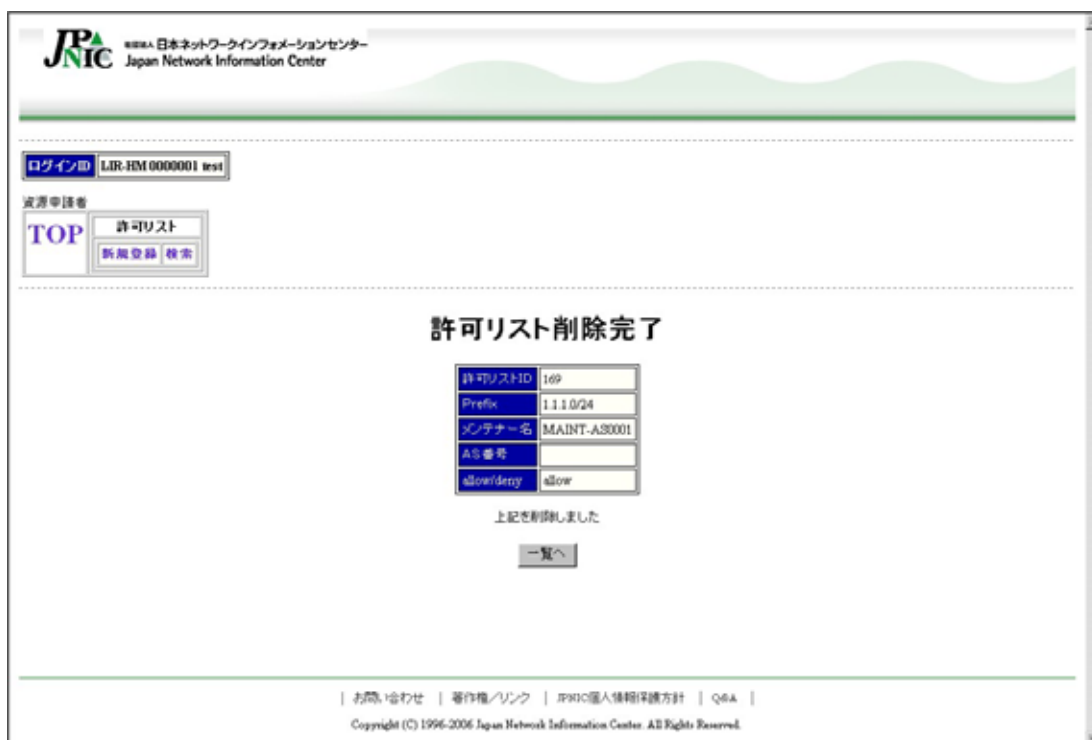 JPNIC
社団法人 日本ネットワークインフォメーションセンター
Japan Network Information Center
ログインID LIR-HM0000001 test
資源申請者
TOP 許可リスト
新規登録 検索
許可リスト削除完了
許可リストID 169
Prefix 1.1.1.0/24
メンテナー名 MAINT-AS0001
AS番号
allow/deny allow
上記を削除しました
一覧へ
| お問い合わせ | 著作権/リンク | JPNIC個人情報保護方針 | Q&A |
Copyright (C) 1996-2006 Japan Network Information Center. All Rights Reserved.